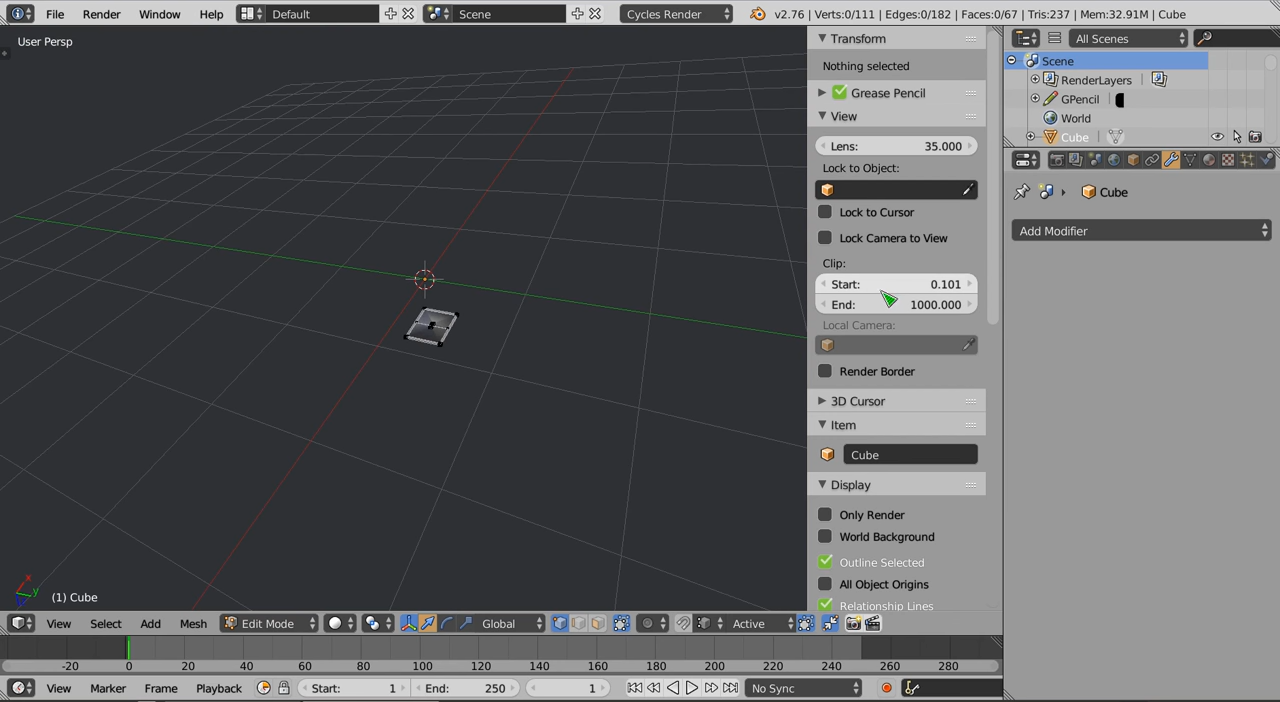 File Render Window Help Default Scene Cycles Render v2.76 | Verts:0/111 | Edges:0/182 | Faces:0/67 | Tris:237 | Mem:32.91M | Cube
User Persp
Transform
Nothing selected
Grease Pencil
View
Lens: 35.000
Lock to Object:
Lock to Cursor
Lock Camera to View
Clip:
Start: 0.101
End: 1000.000
Local Camera:
Render Border
3D Cursor
Item
Cube
Display
Only Render
World Background
Outline Selected
All Object Origins
Relationship Lines
All Scenes
Scene
RenderLayers |
GPencil |
World
Cube |
Cube
Add Modifier
x
y
(1) Cube
View Select Add Mesh Edit Mode Global Active
-20 0 20 40 60 80 100 120 140 160 180 200 220 240 260 280
View Marker Frame Playback Start: 1 End: 250 1 No Sync